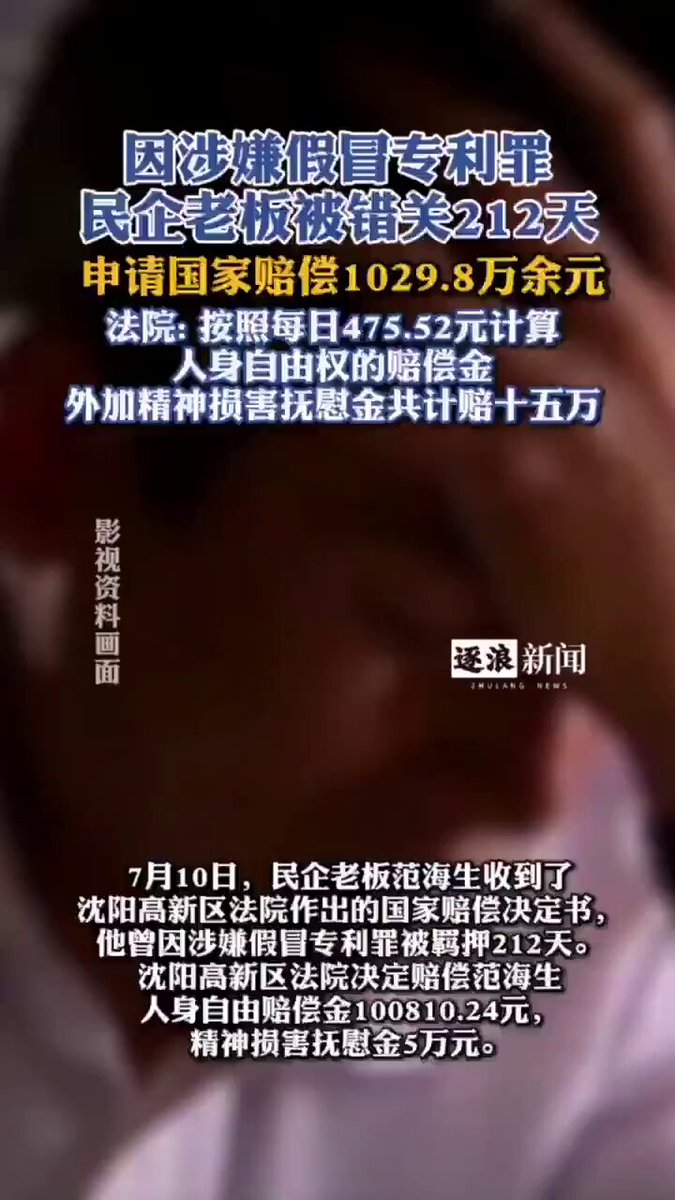 因涉嫌假冒专利罪
民企老板被错关212天
申请国家赔偿1029.8万余元
法院：按照每日475.52元计算
人身自由权的赔偿金
外加精神损害抚慰金共计赔十五万
影视资料画面
逐浪新闻
ZHULANG NEWS
7月10日，民企老板范海生收到了
沈阳高新区法院作出的国家赔偿决定书，
他曾因涉嫌假冒专利罪被羁押212天。
沈阳高新区法院决定赔偿范海生
人身自由赔偿金100810.24元，
精神损害抚慰金5万元。